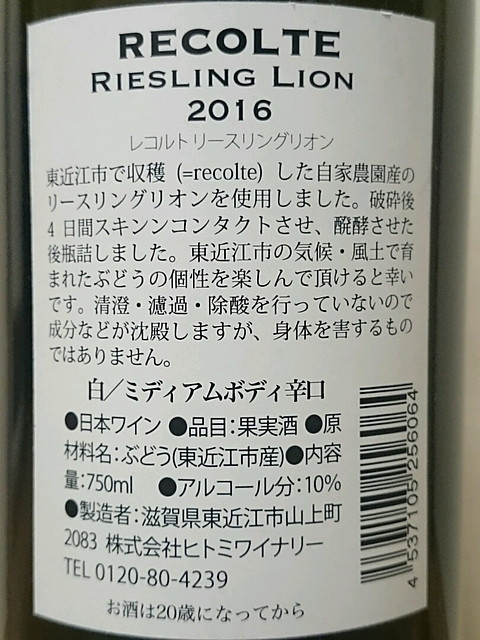 RECOLTE
RIESLING LION
2016
レコルト リースリングリオン
東近江市で収穫 (=recolte) した自家農園産の
リースリングリオンを使用しました。破砕後
4 日間スキンンコンタクトさせ、醗酵させた
後瓶詰しました。東近江市の気候・風土で育
まれたぶどうの個性を楽しんで頂けると幸い
です。清澄・濾過・除酸を行っていないので
成分などが沈殿しますが、身体を害するもの
ではありません。
白/ミディアムボディ辛口
●日本ワイン ●品目:果実酒 ●原
材料名:ぶどう(東近江市産)●内容
量:750ml ●アルコール分:10%
●製造者:滋賀県東近江市山上町
2083 株式会社ヒトミワイナリー
TEL 0120-80-4239
お酒は20歳になってから
4 537105 256064